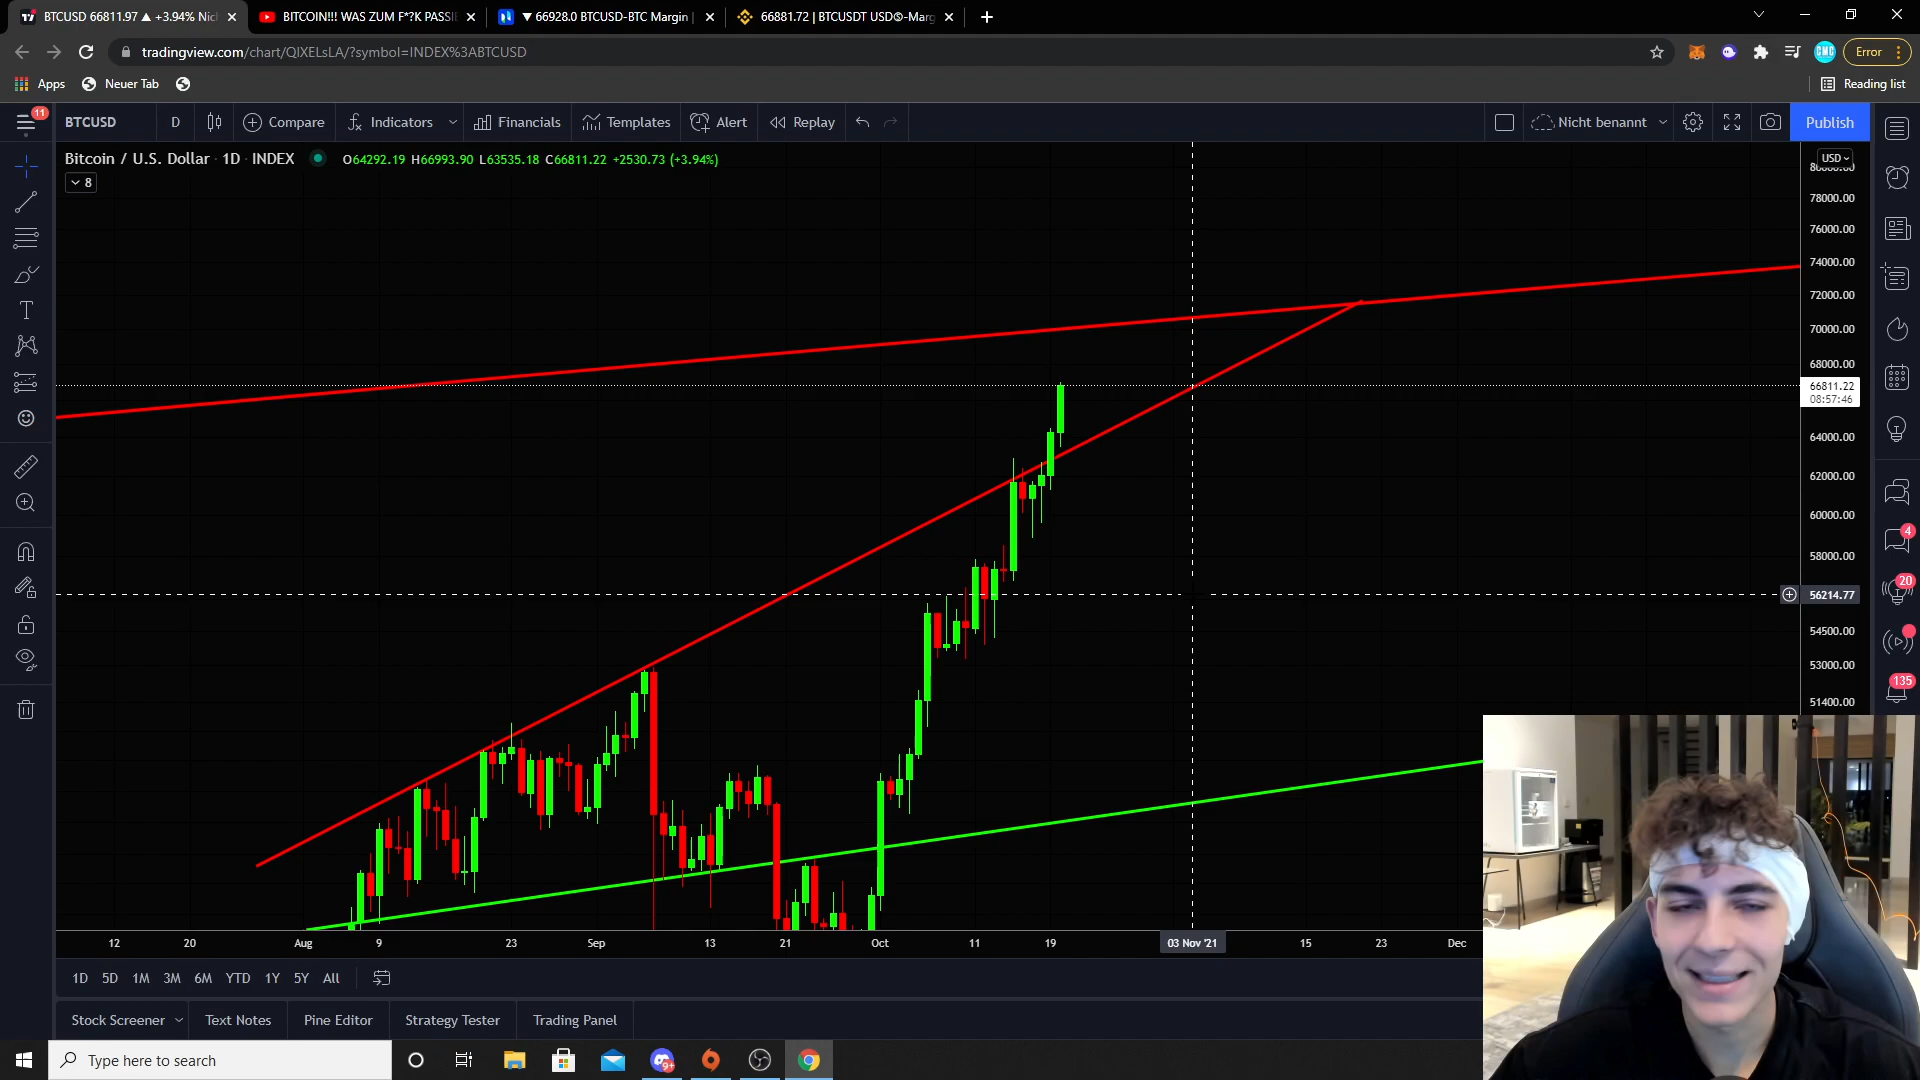 BTCUSD 66811.97 ▲ +3.94%
BITCOIN!!! WAS ZUM F*?K PASSIE
▼ 66928.0 BTCUSD-BTC Margin |
66881.72 | BTCUSDT USDⓈ-Marg
tradingview.com/chart/QIXELsLA/?symbol=INDEX%3ABTCUSD
CMC
Error
Apps
Neuer Tab
Reading list
11
BTCUSD
D
Compare
Indicators
Financials
Templates
Alert
Replay
Nicht benannt
Publish
Bitcoin / U.S. Dollar · 1D · INDEX
O64292.19 H66993.90 L63535.18 C66811.22 +2530.73 (+3.94%)
8
USD
78000.00
76000.00
74000.00
72000.00
70000.00
68000.00
66811.22
08:57:46
64000.00
62000.00
60000.00
58000.00
56214.77
54500.00
53000.00
51400.00
4
20
135
12
20
Aug
9
23
Sep
13
21
Oct
11
19
03 Nov '21
15
23
Dec
1D
5D
1M
3M
6M
YTD
1Y
5Y
All
Stock Screener
Text Notes
Pine Editor
Strategy Tester
Trading Panel
Type here to search
9+